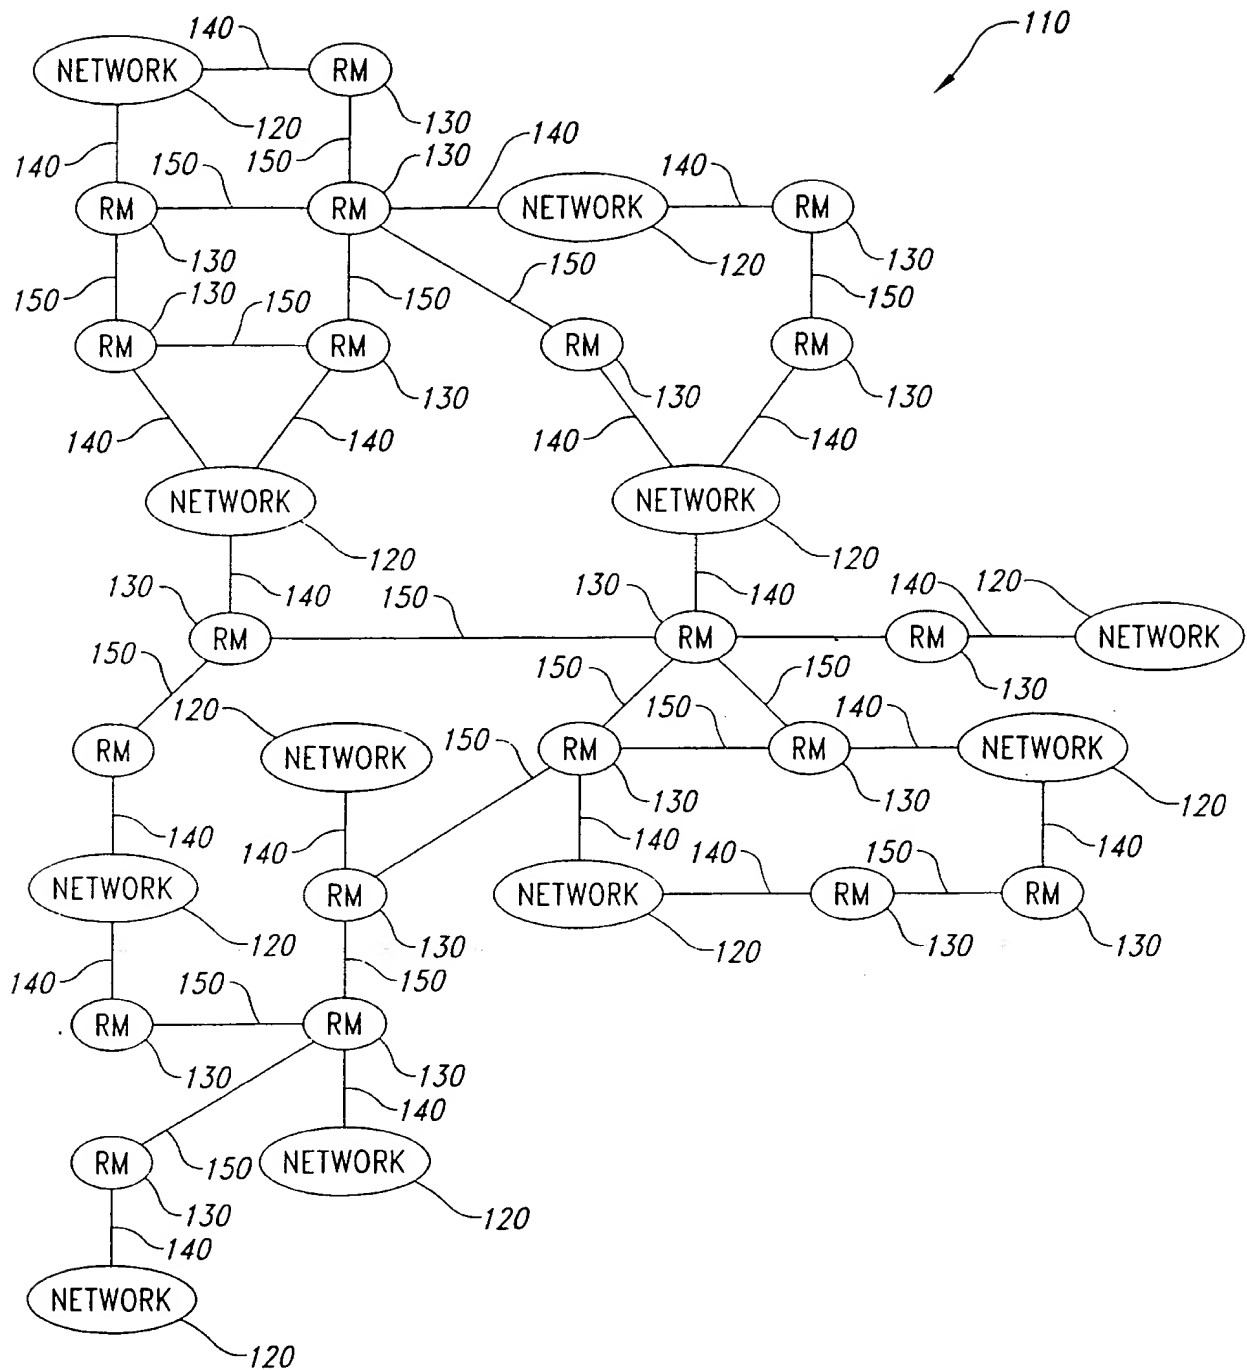 140 110
NETWORK RM
120 130
140 150 150 130 140 140
RM RM NETWORK RM
130 150 120 130
150 130 150 150 150
RM RM RM RM
130 130 130
140 140 140 140
NETWORK NETWORK
120 120
130 140 150 130 140 140 120
RM RM RM NETWORK
150 150 150 130
120 150 140
RM NETWORK 150 RM RM NETWORK
130 130 120
140 140 140 140 150 140
NETWORK RM NETWORK RM RM
120 130 120 130 130
140 150 150
RM RM
130 130
140
RM 150 NETWORK
130 120
140
NETWORK
120